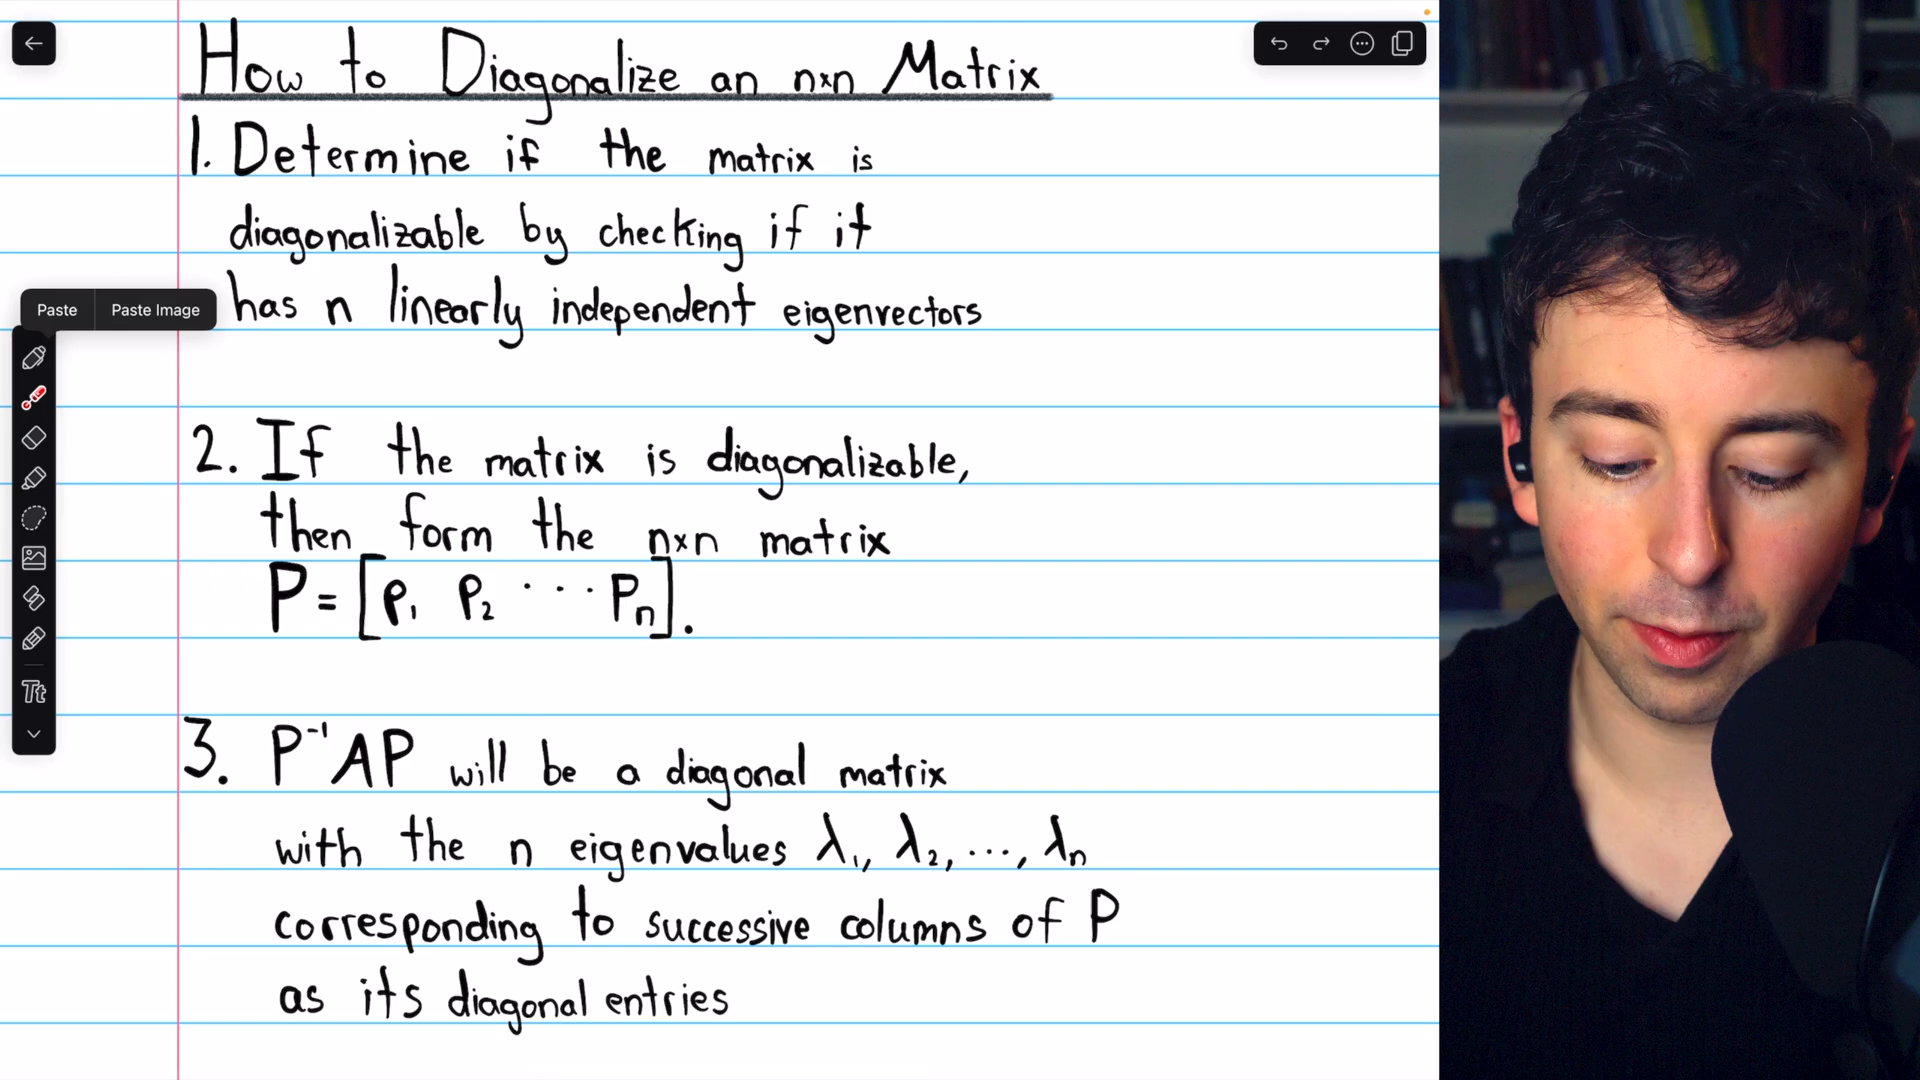 How to Diagonalize an n×n Matrix
1. Determine if the matrix is
diagonalizable by checking if it
Paste
Paste Image
has n linearly independent eigenvectors
2. If the matrix is diagonalizable,
then form the n×n matrix
P = [p₁ p₂ ··· pₙ].
Tt
3. P⁻¹AP will be a diagonal matrix
with the n eigenvalues λ₁, λ₂, ..., λₙ
corresponding to successive columns of P
as its diagonal entries